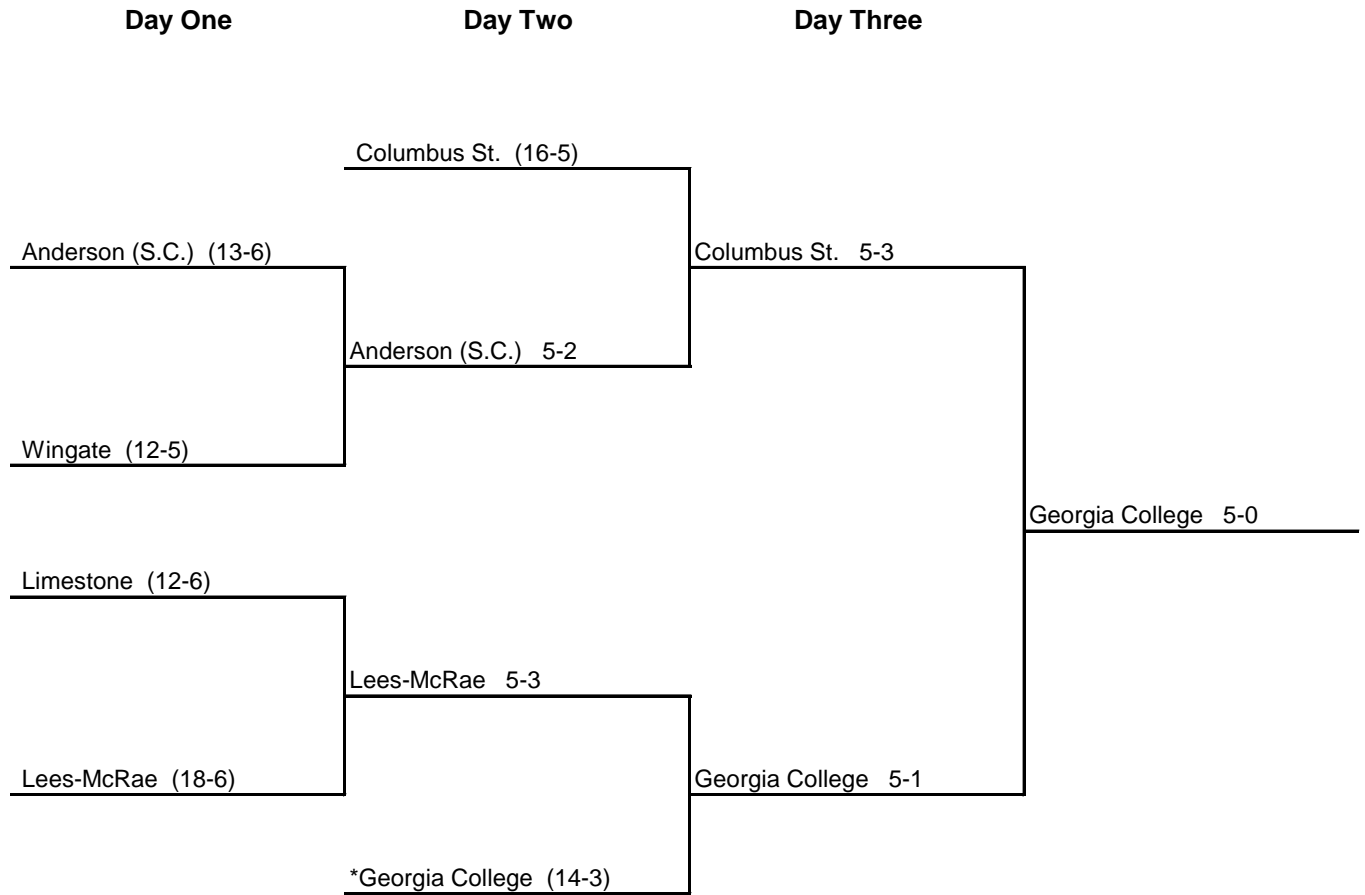 Day One Day Two Day Three
Columbus St. (16-5)
Anderson (S.C.) (13-6) Columbus St. 5-3
Anderson (S.C.) 5-2
Wingate (12-5)
Georgia College 5-0
Limestone (12-6)
Lees-McRae 5-3
Lees-McRae (18-6) Georgia College 5-1
*Georgia College (14-3)